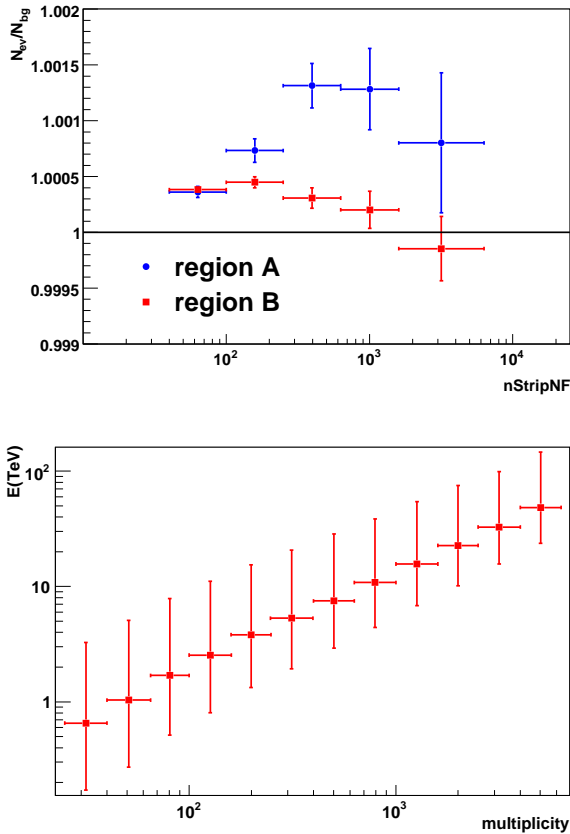 N_ev/N_bg
1.002
1.0015
1.001
1.0005
1
0.9995
0.999
region A
region B
10^2
10^3
10^4
nStripNF
E(TeV)
10^2
10
1
10^2
10^3
multiplicity